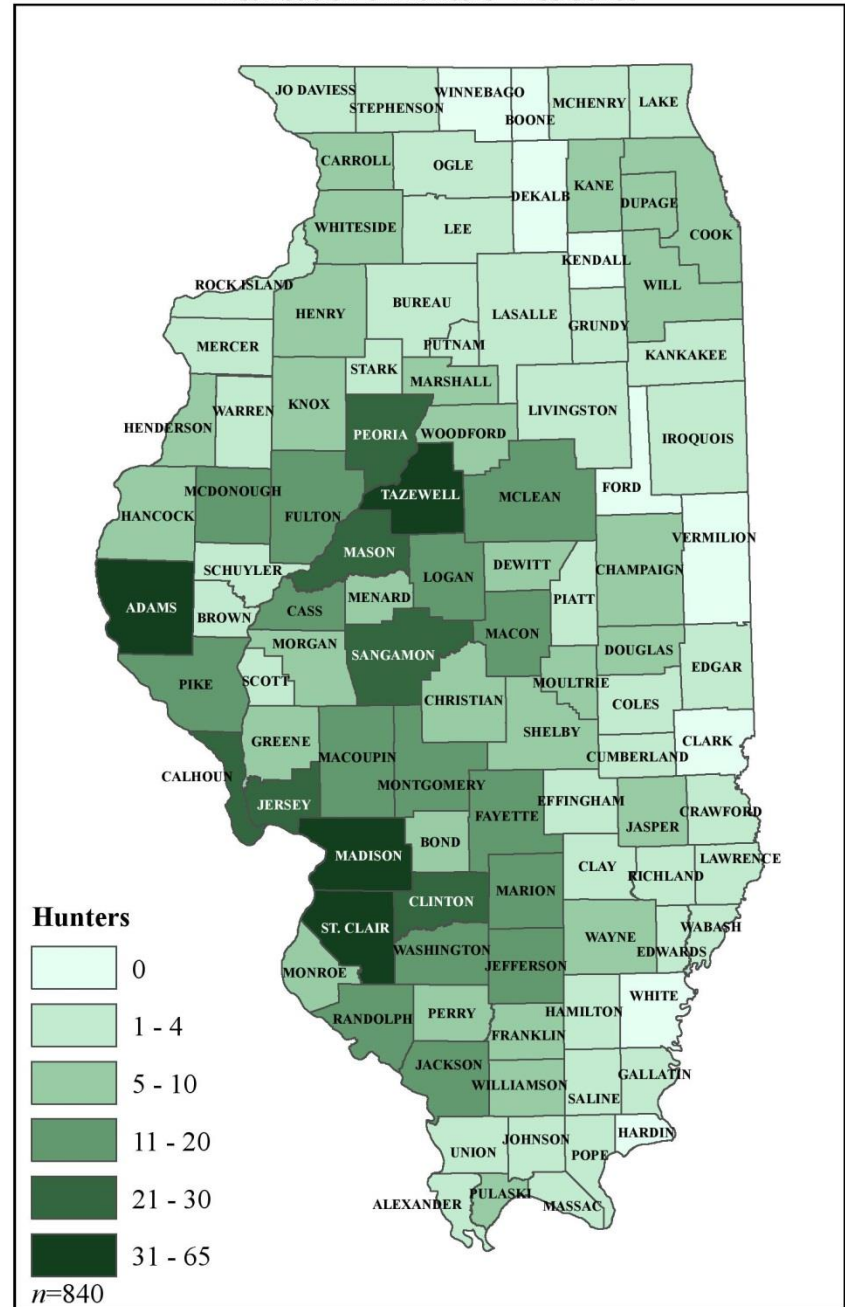 JO DAVIESS
STEPHENSON
WINNEBAGO
BOONE
MCHENRY
LAKE
CARROLL
OGLE
DEKALB
KANE
DUPAGE
COOK
WHITESIDE
LEE
KENDALL
WILL
ROCK ISLAND
HENRY
BUREAU
LASALLE
GRUNDY
MERCER
PUTNAM
KANKAKEE
STARK
MARSHALL
HENDERSON
WARREN
KNOX
PEORIA
WOODFORD
LIVINGSTON
IROQUOIS
FORD
HANCOCK
MCDONOUGH
FULTON
TAZEWELL
MCLEAN
VERMILION
MASON
SCHUYLER
LOGAN
DEWITT
CHAMPAIGN
ADAMS
BROWN
CASS
MENARD
PIATT
MACON
MORGAN
SANGAMON
DOUGLAS
EDGAR
PIKE
SCOTT
CHRISTIAN
MOULTRIE
COLES
SHELBY
CALHOUN
GREENE
MACOUPIN
MONTGOMERY
CUMBERLAND
CLARK
JERSEY
FAYETTE
EFFINGHAM
JASPER
CRAWFORD
MADISON
BOND
CLAY
RICHLAND
LAWRENCE
CLINTON
MARION
Hunters
ST. CLAIR
WASHINGTON
JEFFERSON
WAYNE
EDWARDS
WABASH
0
MONROE
RANDOLPH
PERRY
FRANKLIN
HAMILTON
WHITE
1 - 4
JACKSON
WILLIAMSON
SALINE
GALLATIN
5 - 10
UNION
JOHNSON
POPE
HARDIN
11 - 20
ALEXANDER
PULASKI
MASSAC
21 - 30
31 - 65
n=840